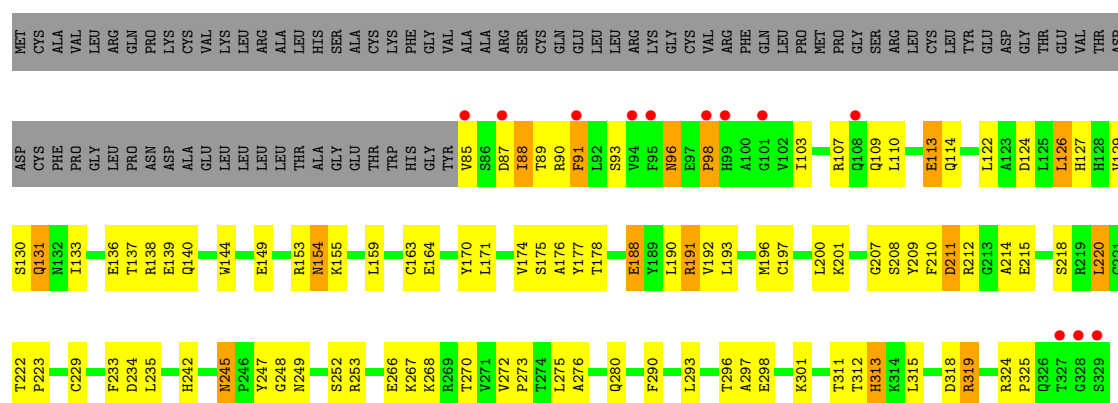 MET CYS ALA VAL LEU ARG GLN PRO LYS CYS VAL LYS LEU ARG ALA LEU HIS SER ALA CYS LYS PHE GLY VAL ALA ALA ARG SER CYS GLN GLU LEU LEU ARG LYS GLY CYS VAL ARG PHE GLN LEU PRO MET PRO GLY SER ARG LEU CYS LEU TYR GLU ASP GLY THR GLU VAL THR ASP
ASP CYS PHE PRO GLY LEU PRO ASN ASP ALA GLU LEU LEU LEU LEU THR ALA GLY GLU THR TRP HIS GLY TYR V85 S86 D87 I88 T89 R90 F91 L92 S93 V94 F95 N96 E97 P98 H99 A100 G101 V102 I103 R107 Q108 Q109 L110 E113 Q114 L122 A123 D124 L125 L126 H127 H128 V129
S130 Q131 N132 I133 E136 T137 R138 E139 Q140 W144 E149 R153 N154 K155 L159 C163 E164 Y170 L171 V174 S175 A176 Y177 T178 E188 Y189 L190 R191 V192 L193 M196 C197 L200 K201 G207 S208 Y209 F210 D211 R212 G213 A214 E215 S218 R219 L220
T222 P223 C229 F233 D234 L235 H242 N245 P246 Y247 G248 N249 S252 R253 E266 K267 K268 R269 T270 V271 V272 P273 T274 L275 A276 Q280 F290 L293 T296 A297 E298 K301 T311 T312 H313 K314 L315 D318 R319 R324 P325 Q326 T327 G328 S329